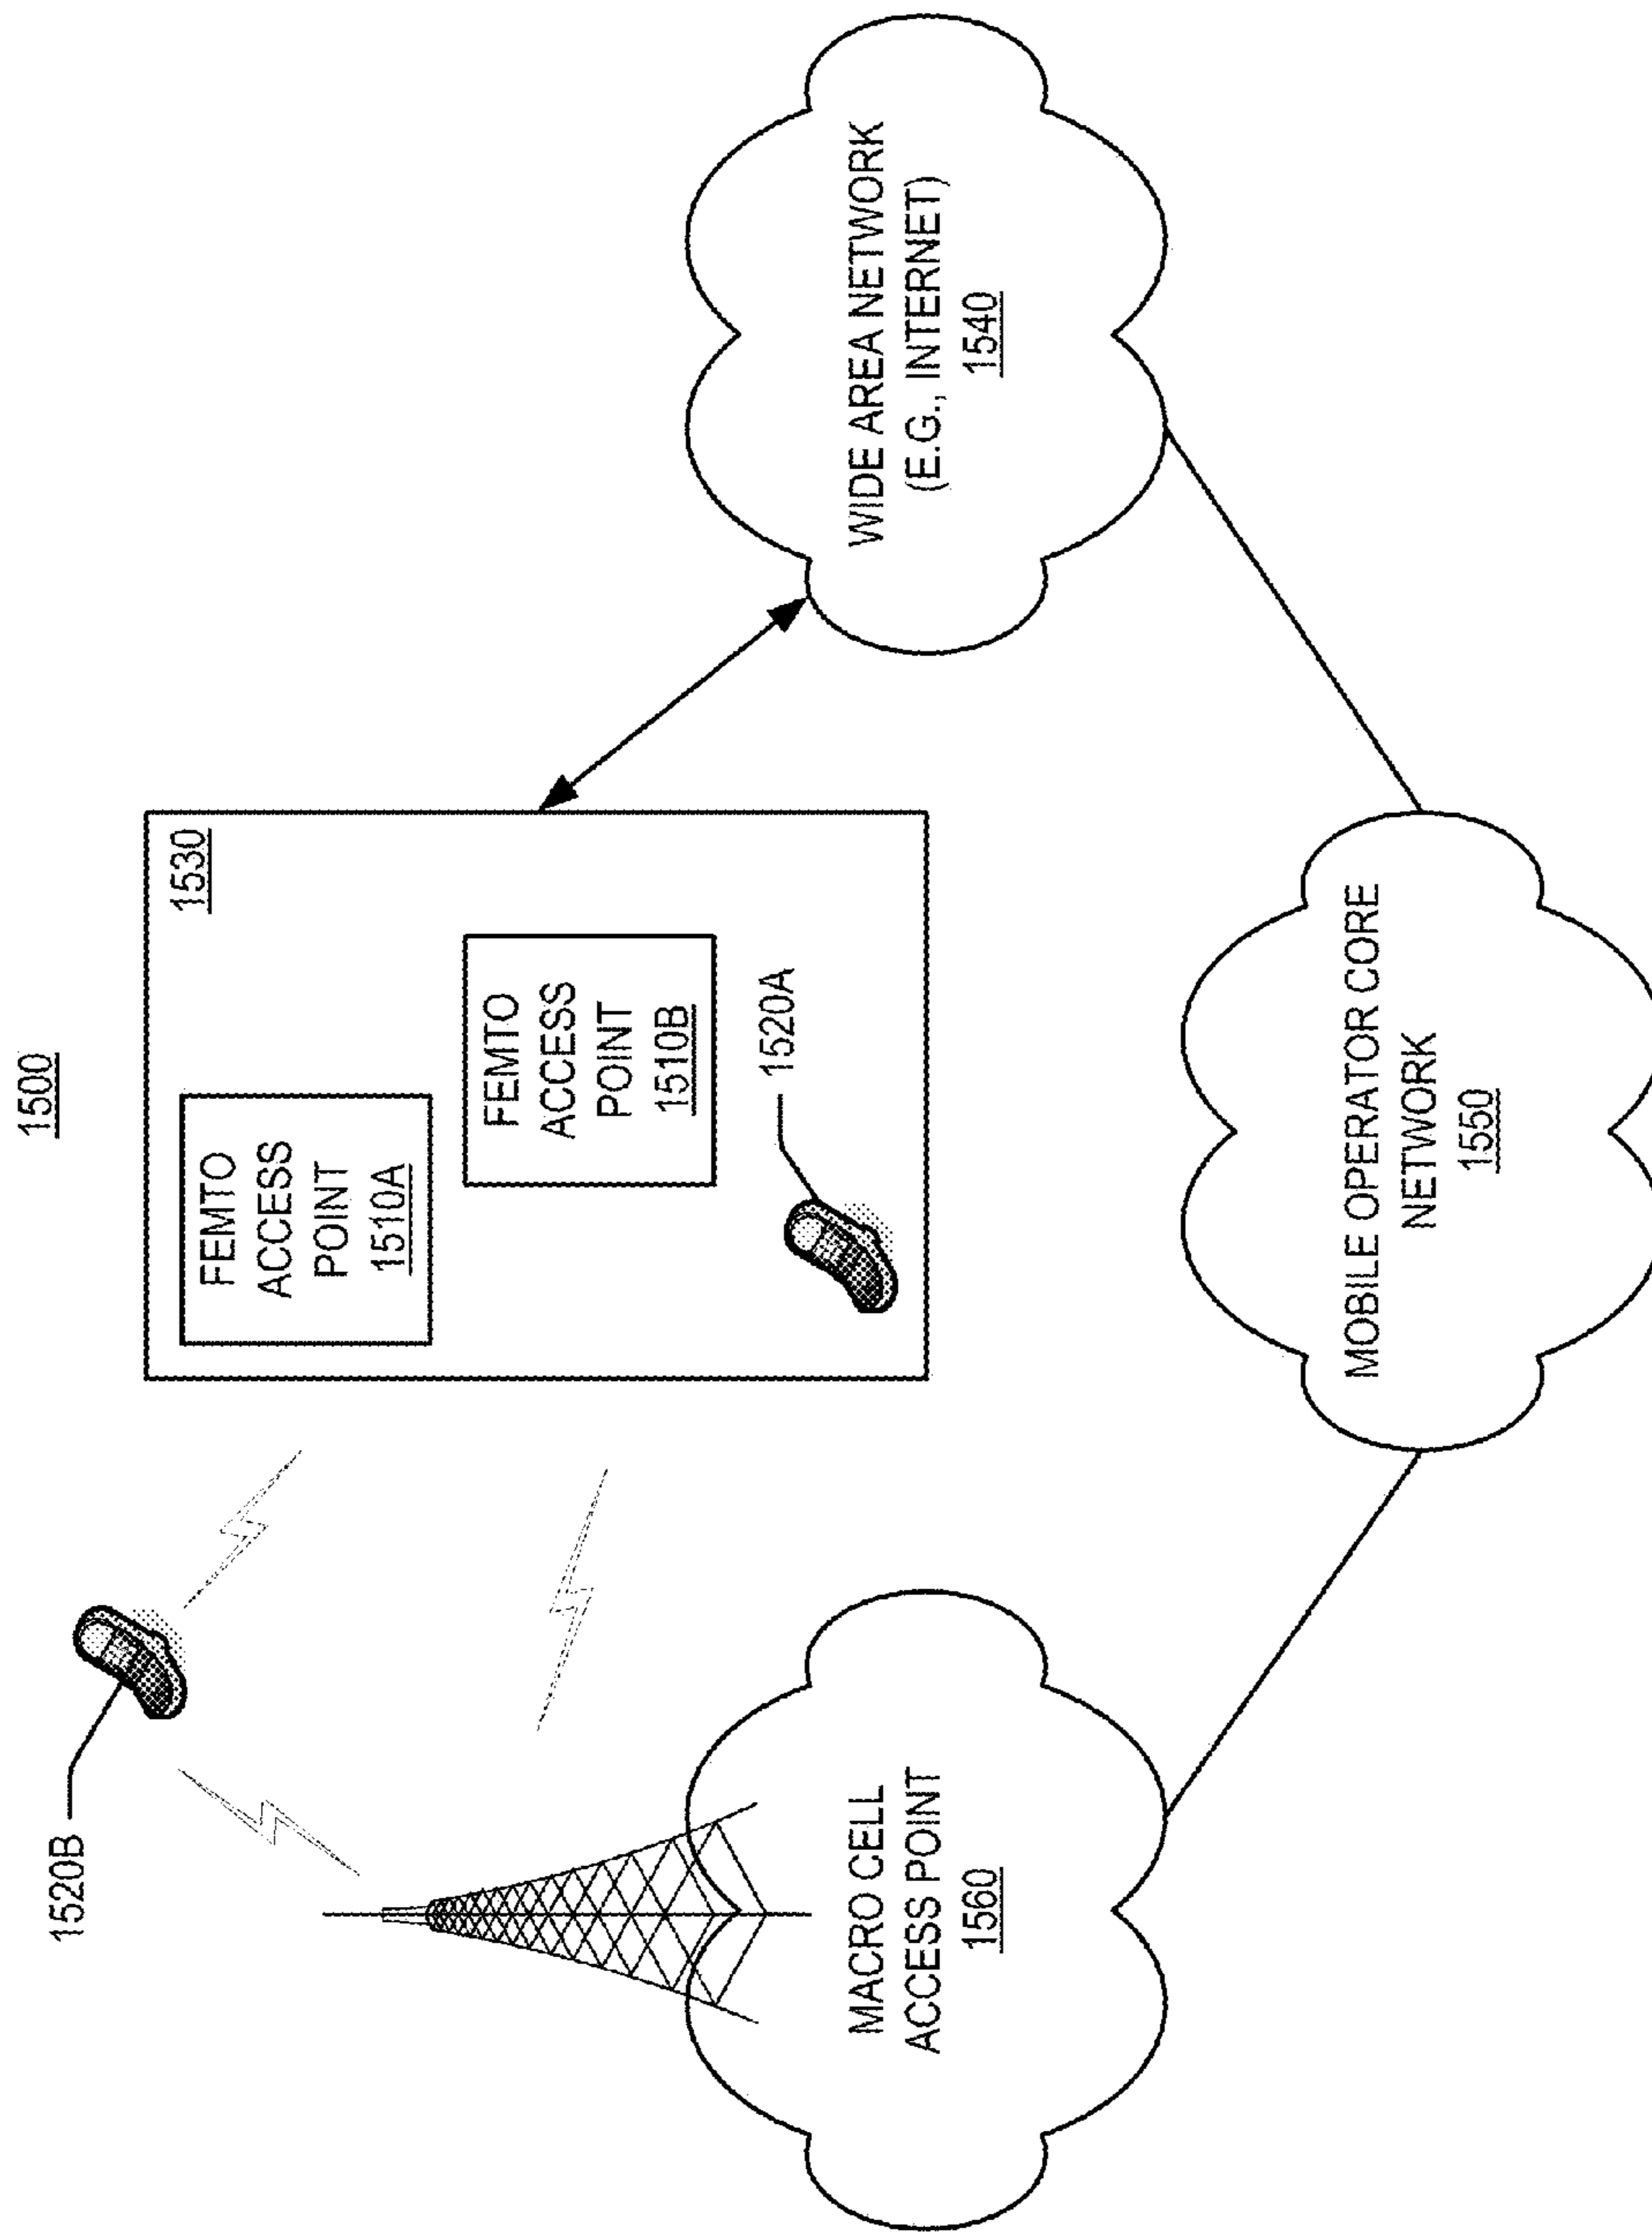 1500
1520B
1530
FEMTO
ACCESS
POINT
1510A
FEMTO
ACCESS
POINT
1510B
1520A
MACRO CELL
ACCESS POINT
1560
WIDE AREA NETWORK
(E.G., INTERNET)
1540
MOBILE OPERATOR CORE
NETWORK
1550